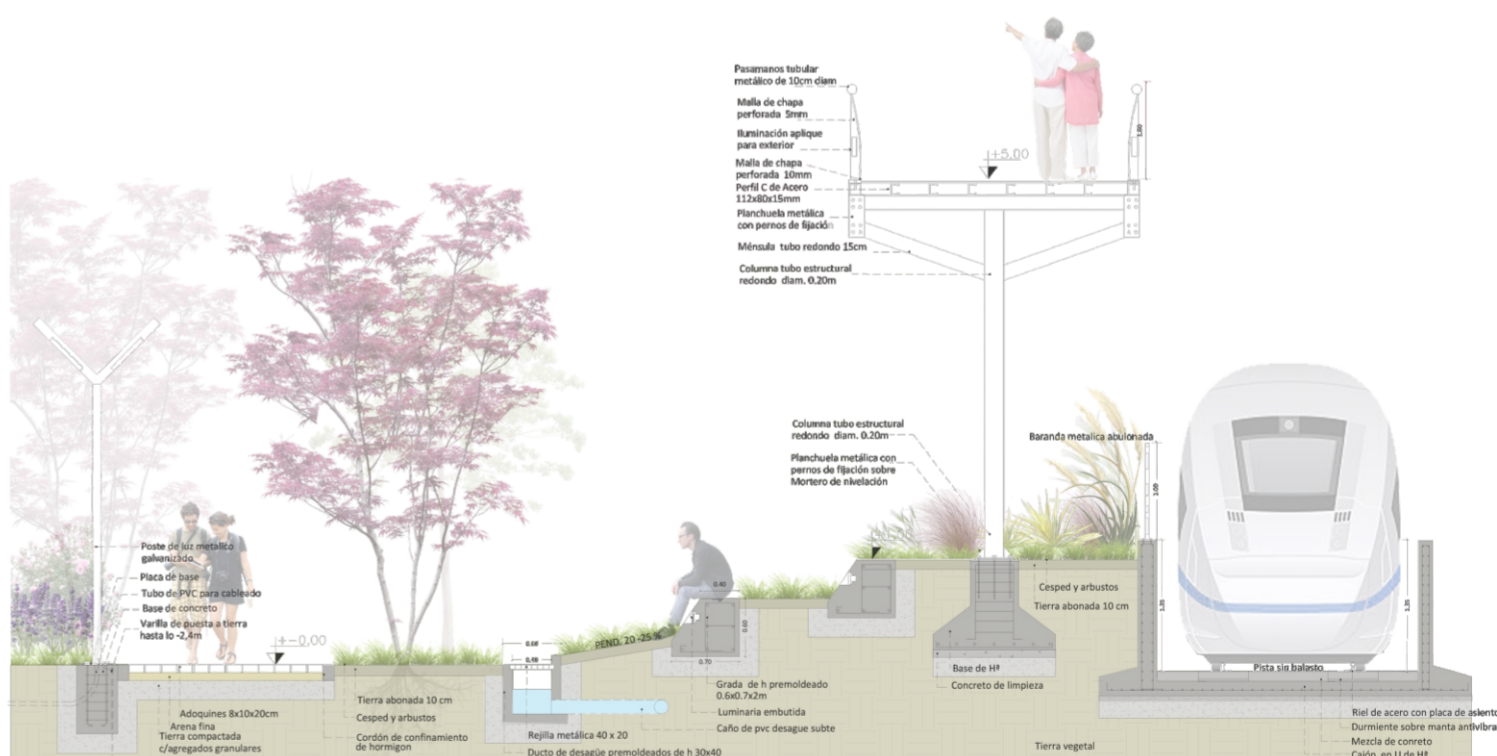 Pasamanos tubular
metálico de 10cm diam
Malla de chapa
perforada 5mm
Iluminación aplique
para exterior
Malla de chapa
perforada 10mm
Perfil C de Acero
112x80x15mm
Planchuela metálica
con pernos de fijación
Ménsula tubo redondo 15cm
Columna tubo estructural
redondo diam. 0.20m
+5.00
Columna tubo estructural
redondo diam. 0.20m
Planchuela metálica con
pernos de fijación sobre
Mortero de nivelación
Baranda metalica abulonada
Poste de luz metalico
galvanizado
Placa de base
Tubo de PVC para cableado
Base de concreto
Varilla de puesta a tierra
hasta lo -2,4m
+-0,00
Adoquines 8x10x20cm
Arena fina
Tierra compactada
c/agregados granulares
Tierra abonada 10 cm
Cesped y arbustos
Cordón de confinamiento
de hormigon
0.60
PEND. 20 -25 %
0.40
0.60
0.70
Rejilla metálica 40 x 20
Ducto de desagüe premoldeados de h 30x40
Grada de h premoldeado
0.6x0.7x2m
Luminaria embutida
Caño de pvc desague subte
Cesped y arbustos
Tierra abonada 10 cm
Base de Hº
Concreto de limpieza
Tierra vegetal
1.35
1.35
Pista sin balasto
Riel de acero con placa de asiento
Durmiente sobre manta antivibra
Mezcla de concreto
Cajón en U de Hº